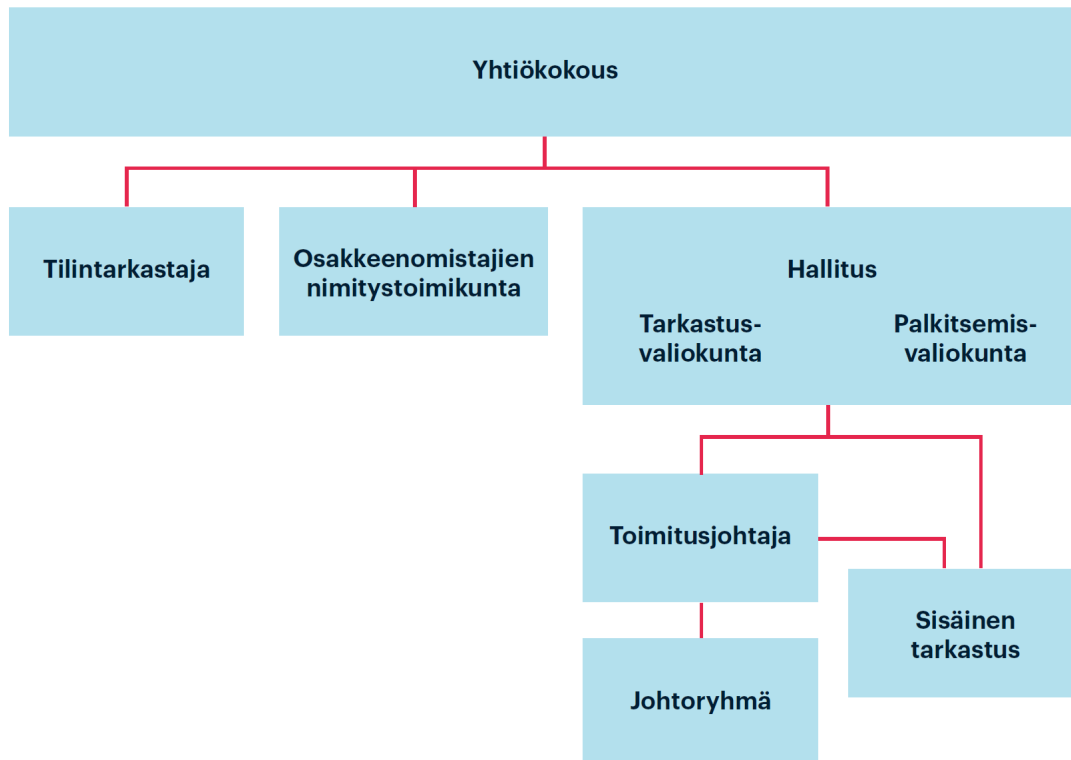 Yhtiökokous
Tilintarkastaja
Osakkeenomistajien
nimitystoimikunta
Hallitus
Tarkastus-
valiokunta
Palkitsemis-
valiokunta
Toimitusjohtaja
Sisäinen
tarkastus
Johtoryhmä